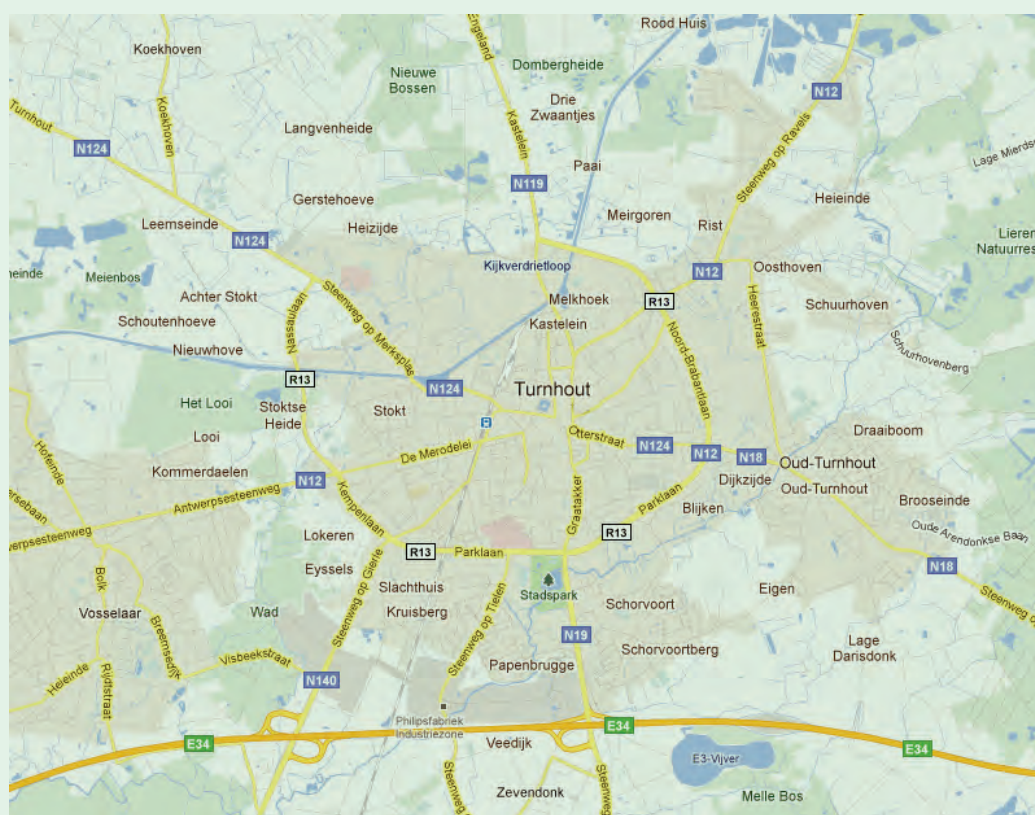 Rood Huis
Engeland
Koekhoven
Dombergheide
Nieuwe
Bossen
N12
Drie
Zwaantjes
Koekhoven
Turnhout
N124
Langvenheide
Kastelein
Steenweg op Ravels
Paai
N119
Gerstehoeve
Meirgoren
Heieinde
Leemseinde
Heizijde
Rist
Lieren
Natuurres
N124
Kijkverdrietloop
N12
Oosthoven
Meienbos
Achter Stokt
Steenweg op Merksplas
Melkhoek
R13
Schuurhoven
Schoutenhoeve
Nassaulaan
Kastelein
Heerestraat
Noord-Brabantlaan
Nieuwhove
Schuurhovenberg
R13
N124
Turnhout
Het Looi
Stoktse
Heide
Stokt
Looi
Otterstraat
N124
Draaiboom
Hofeinde
De Merodelei
N12
N18
Oud-Turnhout
Kommerdaelen
N12
Dijkzijde
Oud-Turnhout
Antwerpsesteenweg
Kempenlaan
Graatakker
Parklaan
Brooseinde
Blijken
ersebaan
werpsesteenweg
Lokeren
R13
Oude Arendonkse Baan
R13
Parklaan
Eyssels
N18
Bolk
Slachthuis
Stadspark
Eigen
Steenweg op Gierle
Steenweg op Tielen
Vosselaar
Wad
Kruisberg
Schorvoort
Breemsedijk
N19
Lage
Darisdonk
Schorvoortberg
Visbeekstraat
Papenbrugge
Heieinde
Rijdtstraat
N140
Philipsfabriek
Industriezone
E34
E34
Veedijk
E34
E3-Vijver
Zevendonk
Melle Bos